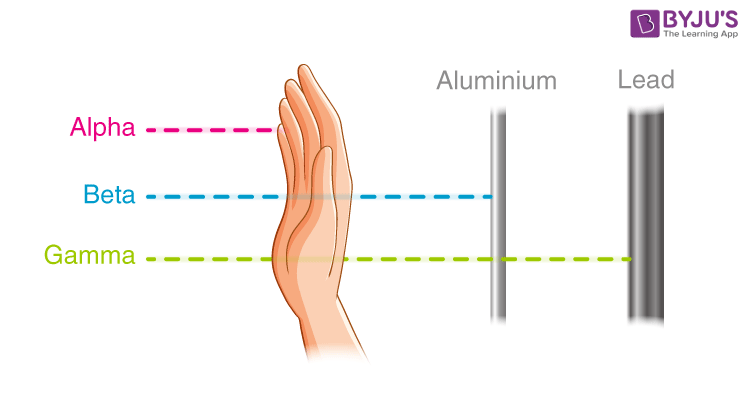 BYJU'S
The Learning App
Aluminium
Lead
Alpha
Beta
Gamma